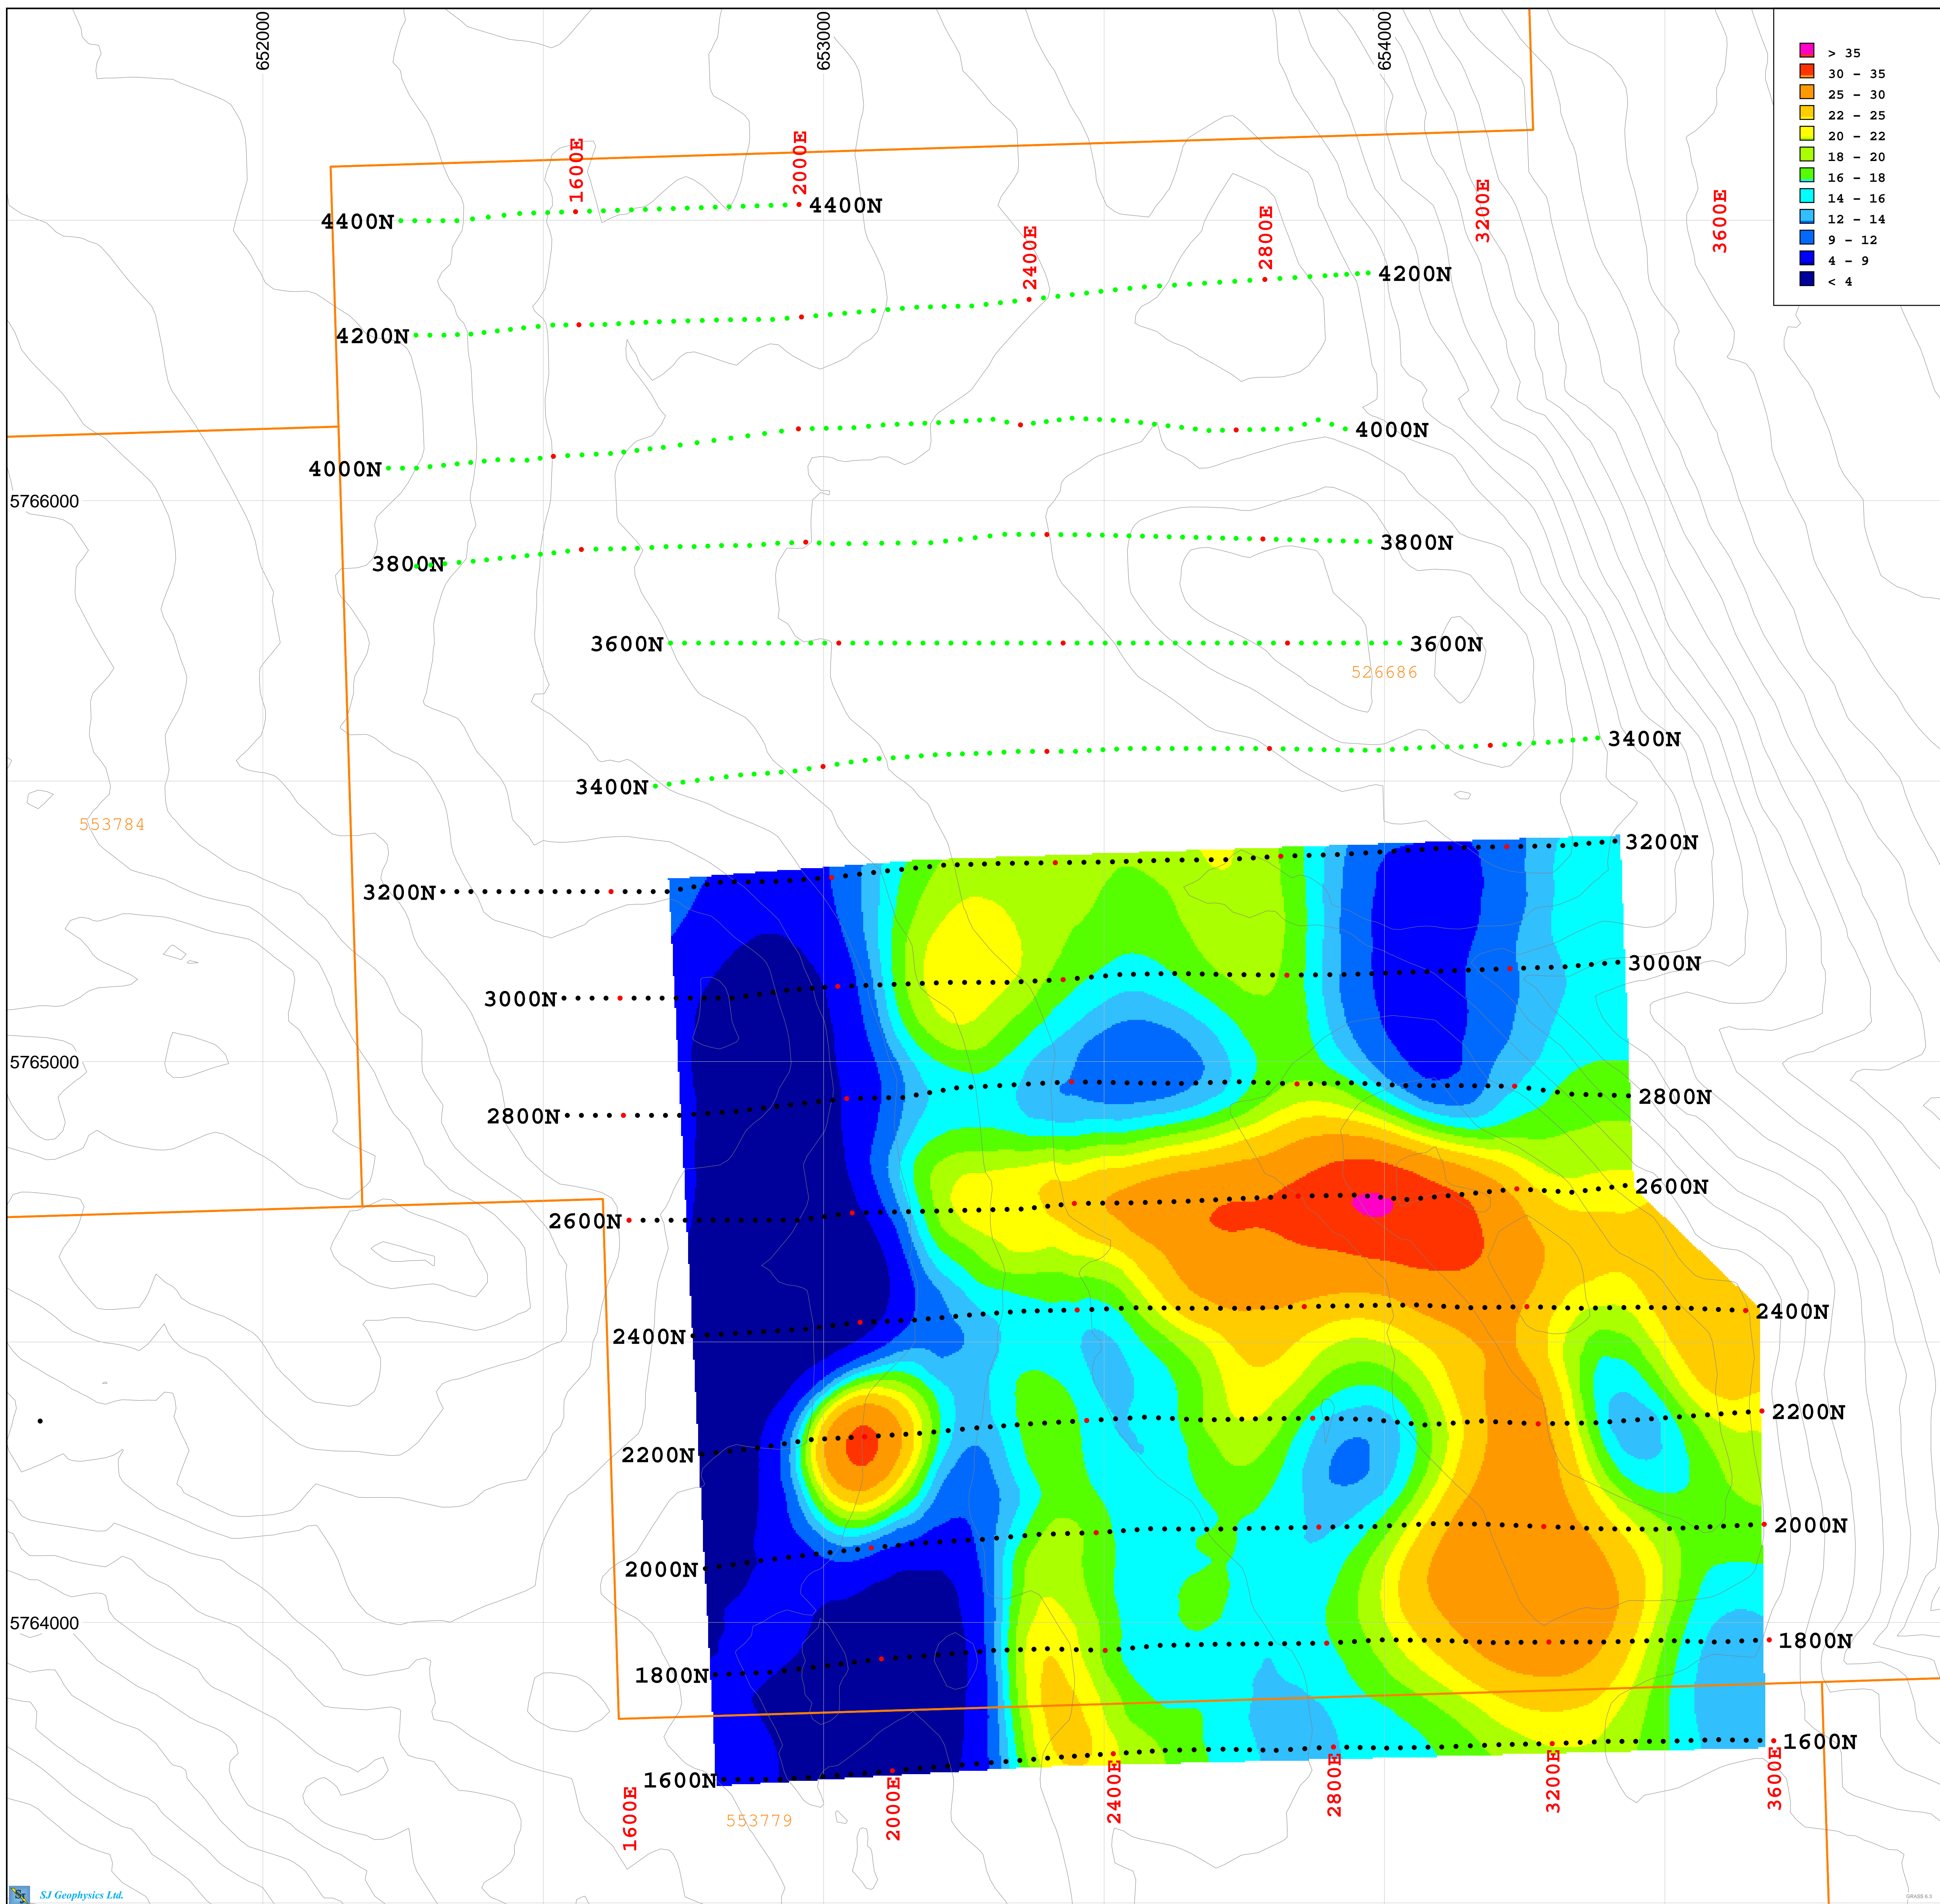 652000
653000
654000
> 35
30 – 35
25 – 30
22 – 25
20 – 22
18 – 20
16 – 18
14 – 16
12 – 14
9 – 12
4 – 9
< 4
1600E
2000E
2400E
2800E
3200E
3600E
4400N 4400N
4200N 4200N
4000N 4000N
5766000
3800N 3800N
3600N 3600N
526686
3400N 3400N
553784
3200N 3200N
3000N 3000N
5765000
2800N 2800N
2600N 2600N
2400N 2400N
2200N 2200N
2000N 2000N
5764000
1800N 1800N
1600N 1600N
1600E
2000E
2400E
2800E
3200E
3600E
553779
SJ Geophysics Ltd.
GRASS 6.3